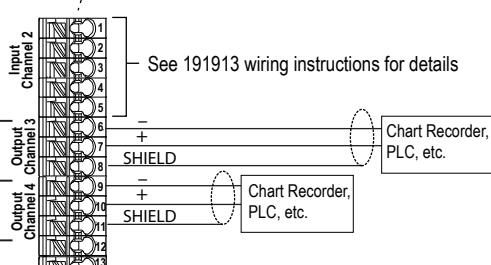 Input
Channel 2
1
2
3
4
5
See 191913 wiring instructions for details
Output
Channel 3
6
7
8
−
+
SHIELD
Chart Recorder,
PLC, etc.
Output
Channel 4
9
10
11
−
+
SHIELD
Chart Recorder,
PLC, etc.
12
13